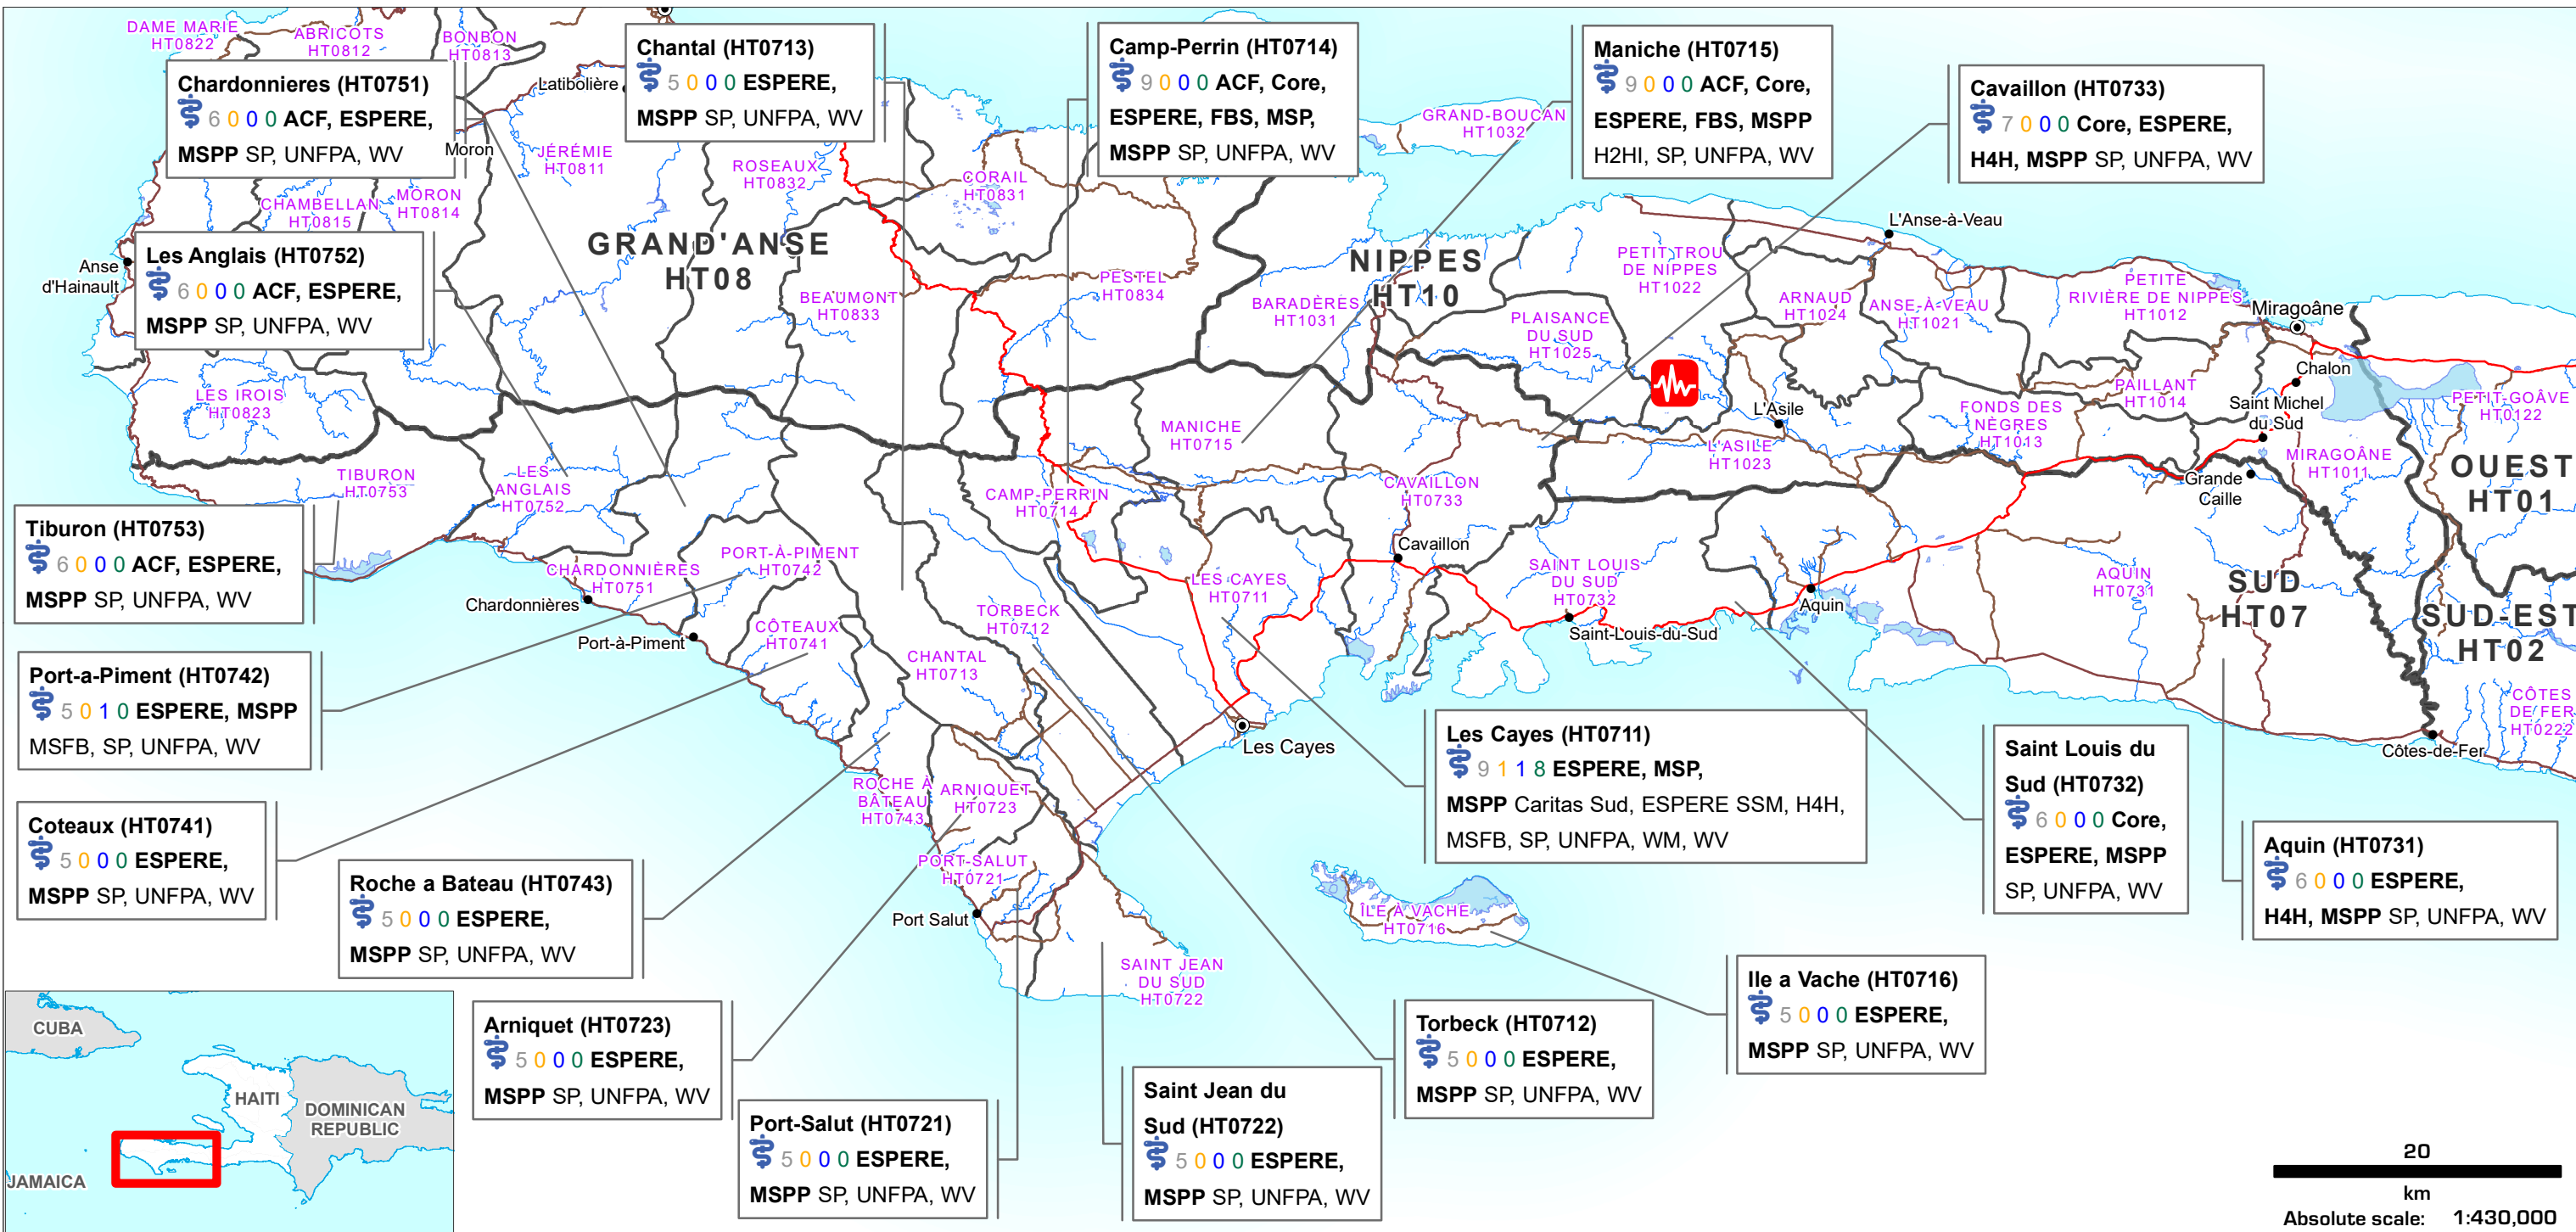 DAME MARIE
HT0822
ABRICOTS
HT0812
BONBON
HT0813
Chardonnieres (HT0751)
6 0 0 0 ACF, ESPERE,
MSPP SP, UNFPA, WV
Latibolière
Moron
Chantal (HT0713)
5 0 0 0 ESPERE,
MSPP SP, UNFPA, WV
Camp-Perrin (HT0714)
9 0 0 0 ACF, Core,
ESPERE, FBS, MSP,
MSPP SP, UNFPA, WV
Maniche (HT0715)
9 0 0 0 ACF, Core,
ESPERE, FBS, MSPP
H2HI, SP, UNFPA, WV
Cavaillon (HT0733)
7 0 0 0 Core, ESPERE,
H4H, MSPP SP, UNFPA, WV
GRAND-BOUCAN
HT1032
JÉRÉMIE
HT0811
ROSEAUX
HT0832
CORAIL
HT0831
CHAMBELLAN
HT0815
MORON
HT0814
Les Anglais (HT0752)
6 0 0 0 ACF, ESPERE,
MSPP SP, UNFPA, WV
Anse
d'Hainault
GRAND'ANSE
HT08
BEAUMONT
HT0833
PESTEL
HT0834
BARADÈRES
HT1031
NIPPES
HT10
PETIT TROU
DE NIPPES
HT1022
PLAISANCE
DU SUD
HT1025
L'Anse-à-Veau
ARNAUD
HT1024
ANSE-À-VEAU
HT1021
PETITE
RIVIÈRE DE NIPPES
HT1012
Miragoâne
Chalon
Saint Michel
du Sud
PAILLANT
HT1014
PETIT-GOÂVE
HT0122
LES IROIS
HT0823
MANICHE
HT0715
L'Asile
L'ASILE
HT1023
FONDS DES
NÈGRES
HT1013
MIRAGOÂNE
HT1011
Grande
Caille
OUEST
HT01
TIBURON
HT0753
LES
ANGLAIS
HT0752
CAMP-PERRIN
HT0714
CAVAILLON
HT0733
Tiburon (HT0753)
6 0 0 0 ACF, ESPERE,
MSPP SP, UNFPA, WV
PORT-À-PIMENT
HT0742
CHARDONNIÈRES
HT0751
Chardonnières
Port-à-Piment
CÔTEAUX
HT0741
TORBECK
HT0712
CHANTAL
HT0713
LES CAYES
HT0711
Cavaillon
SAINT LOUIS
DU SUD
HT0732
Saint-Louis-du-Sud
Aquin
AQUIN
HT0731
SUD
HT07
SUD-EST
HT02
CÔTES
DE FER
HT0222
Côtes-de-Fer
Port-a-Piment (HT0742)
5 0 1 0 ESPERE, MSPP
MSFB, SP, UNFPA, WV
Les Cayes
Les Cayes (HT0711)
9 1 1 8 ESPERE, MSP,
MSPP Caritas Sud, ESPERE SSM, H4H,
MSFB, SP, UNFPA, WM, WV
Saint Louis du
Sud (HT0732)
6 0 0 0 Core,
ESPERE, MSPP
SP, UNFPA, WV
Aquin (HT0731)
6 0 0 0 ESPERE,
H4H, MSPP SP, UNFPA, WV
Coteaux (HT0741)
5 0 0 0 ESPERE,
MSPP SP, UNFPA, WV
ROCHE À
BÂTEAU
HT0743
ARNIQUET
HT0723
PORT-SALUT
HT0721
Port Salut
Roche a Bateau (HT0743)
5 0 0 0 ESPERE,
MSPP SP, UNFPA, WV
ÎLE À VACHE
HT0716
SAINT JEAN
DU SUD
HT0722
Ile a Vache (HT0716)
5 0 0 0 ESPERE,
MSPP SP, UNFPA, WV
Arniquet (HT0723)
5 0 0 0 ESPERE,
MSPP SP, UNFPA, WV
Torbeck (HT0712)
5 0 0 0 ESPERE,
MSPP SP, UNFPA, WV
Port-Salut (HT0721)
5 0 0 0 ESPERE,
MSPP SP, UNFPA, WV
Saint Jean du
Sud (HT0722)
5 0 0 0 ESPERE,
MSPP SP, UNFPA, WV
CUBA
HAITI
DOMINICAN
REPUBLIC
JAMAICA
20
km
Absolute scale: 1:430,000